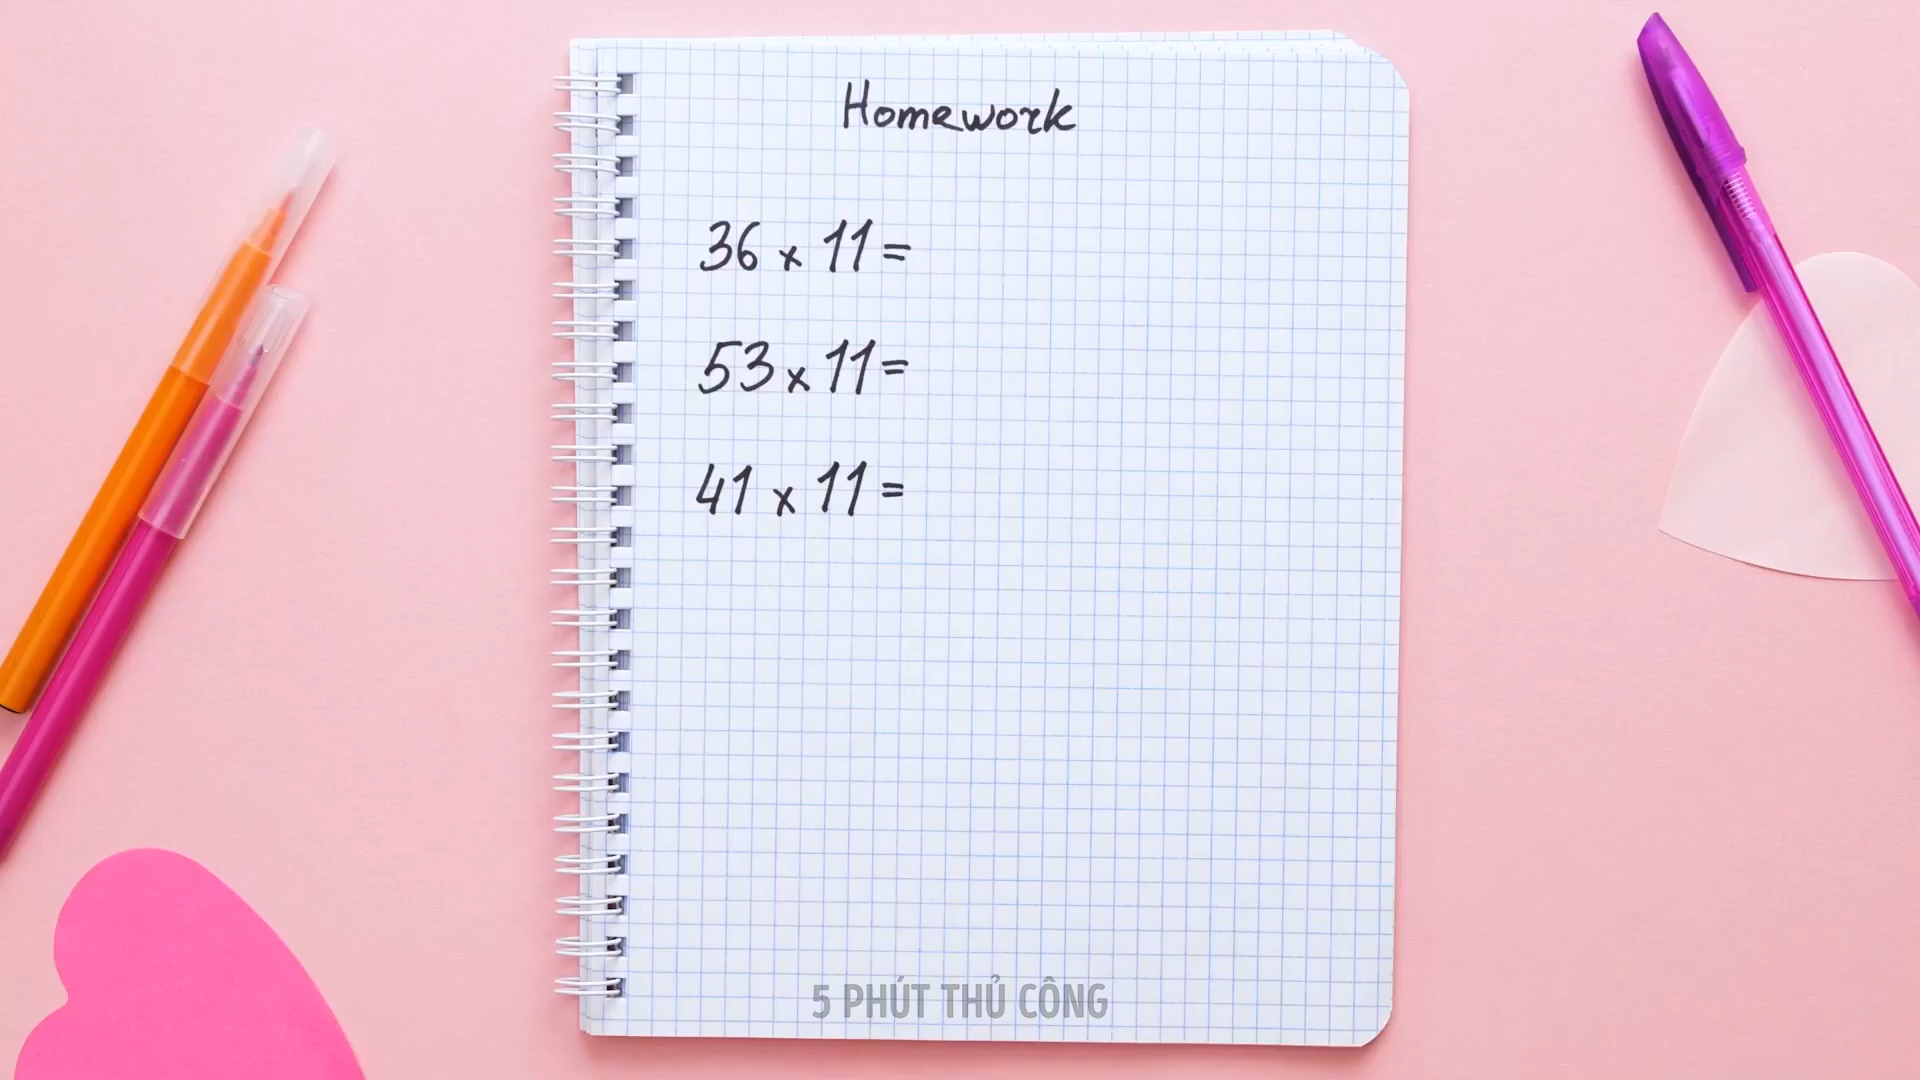 Homework
36 x 11 =
53 x 11 =
41 x 11 =
5 PHÚT THỦ CÔNG